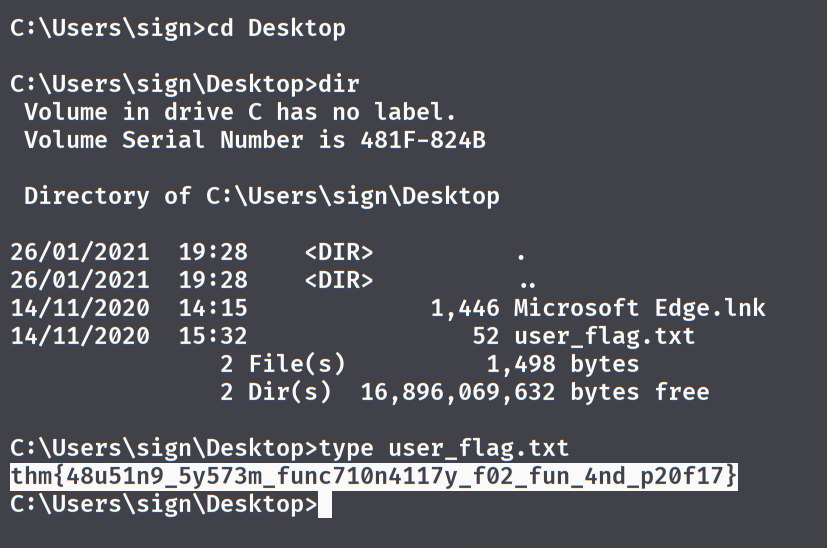 C:\Users\sign>cd Desktop
C:\Users\sign\Desktop>dir
Volume in drive C has no label.
Volume Serial Number is 481F-824B
Directory of C:\Users\sign\Desktop
26/01/2021  19:28    <DIR>          .
26/01/2021  19:28    <DIR>          ..
14/11/2020  14:15             1,446 Microsoft Edge.lnk
14/11/2020  15:32                52 user_flag.txt
2 File(s)          1,498 bytes
2 Dir(s)  16,896,069,632 bytes free
C:\Users\sign\Desktop>type user_flag.txt
thm{48u51n9_5y573m_func710n4117y_f02_fun_4nd_p20f17}
C:\Users\sign\Desktop>